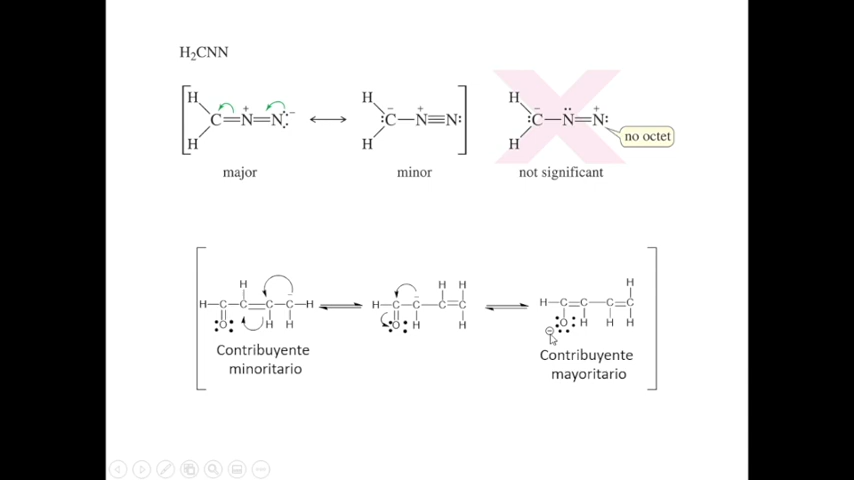 H₂CNN
H H H
C=N⁺=N:⁻ ⟷ :C⁻—N⁺≡N: :C⁻—N̈=N⁺:
no octet
H H H
major minor not significant
H H H H
H—C—C=C—C—H H—C—C—C=C H—C=C—C=C
O H H O H H O H H H
Contribuyente
minoritario
Contribuyente
mayoritario